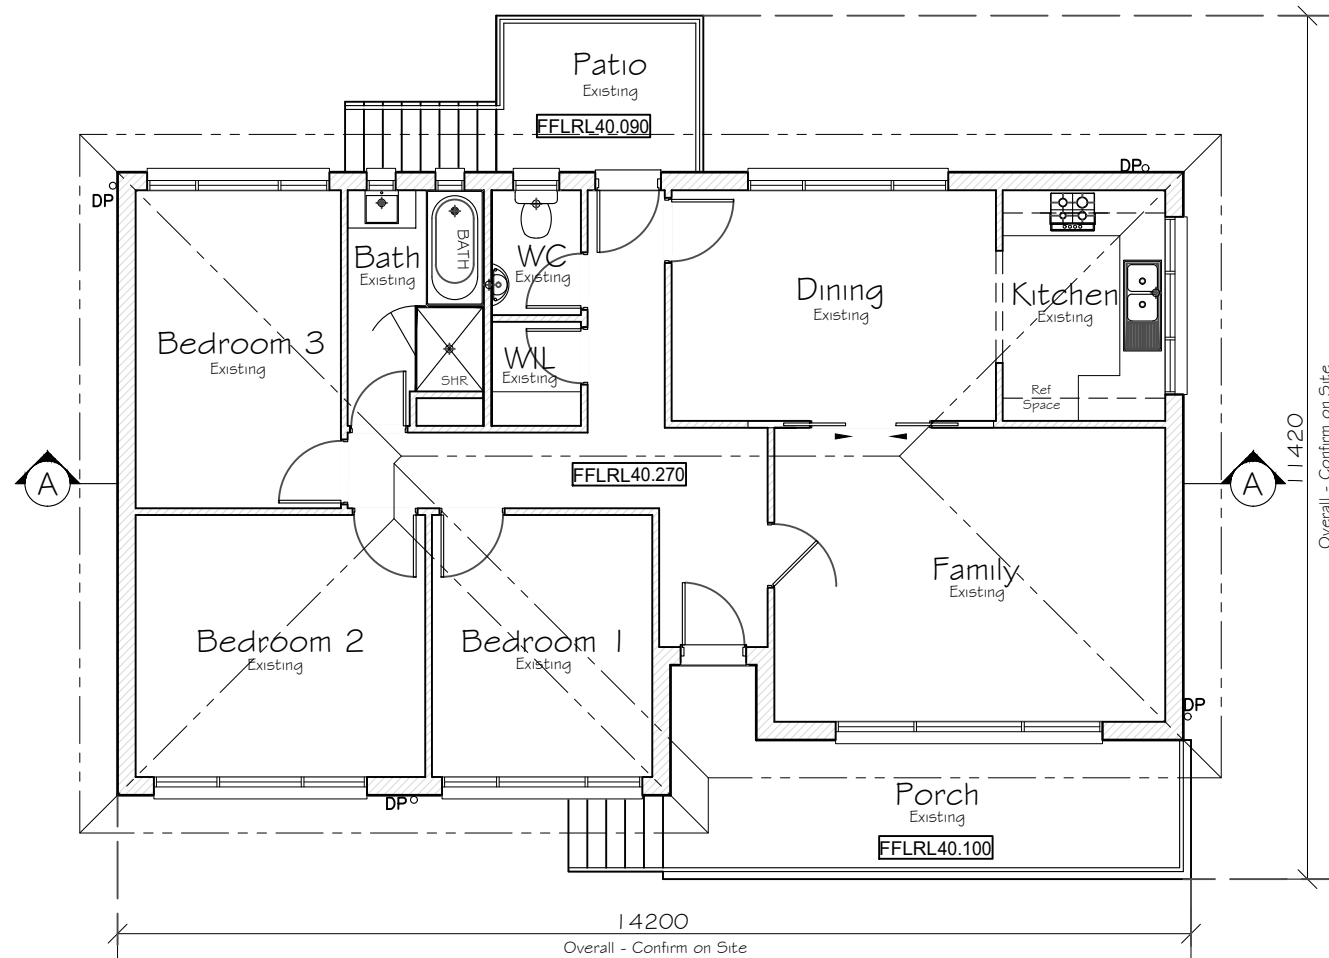 Patio
Existing
FFLRL40.090
DP
DP
Bath
Existing
BATH
WC
Existing
Dining
Existing
Kitchen
Existing
Bedroom 3
Existing
WIL
Existing
SHR
Ref
Space
A
FFLRL40.270
A
11420
Overall - Confirm on Site
Family
Existing
Bedroom 2
Existing
Bedroom 1
Existing
DP
DP
Porch
Existing
FFLRL40.100
14200
Overall - Confirm on Site